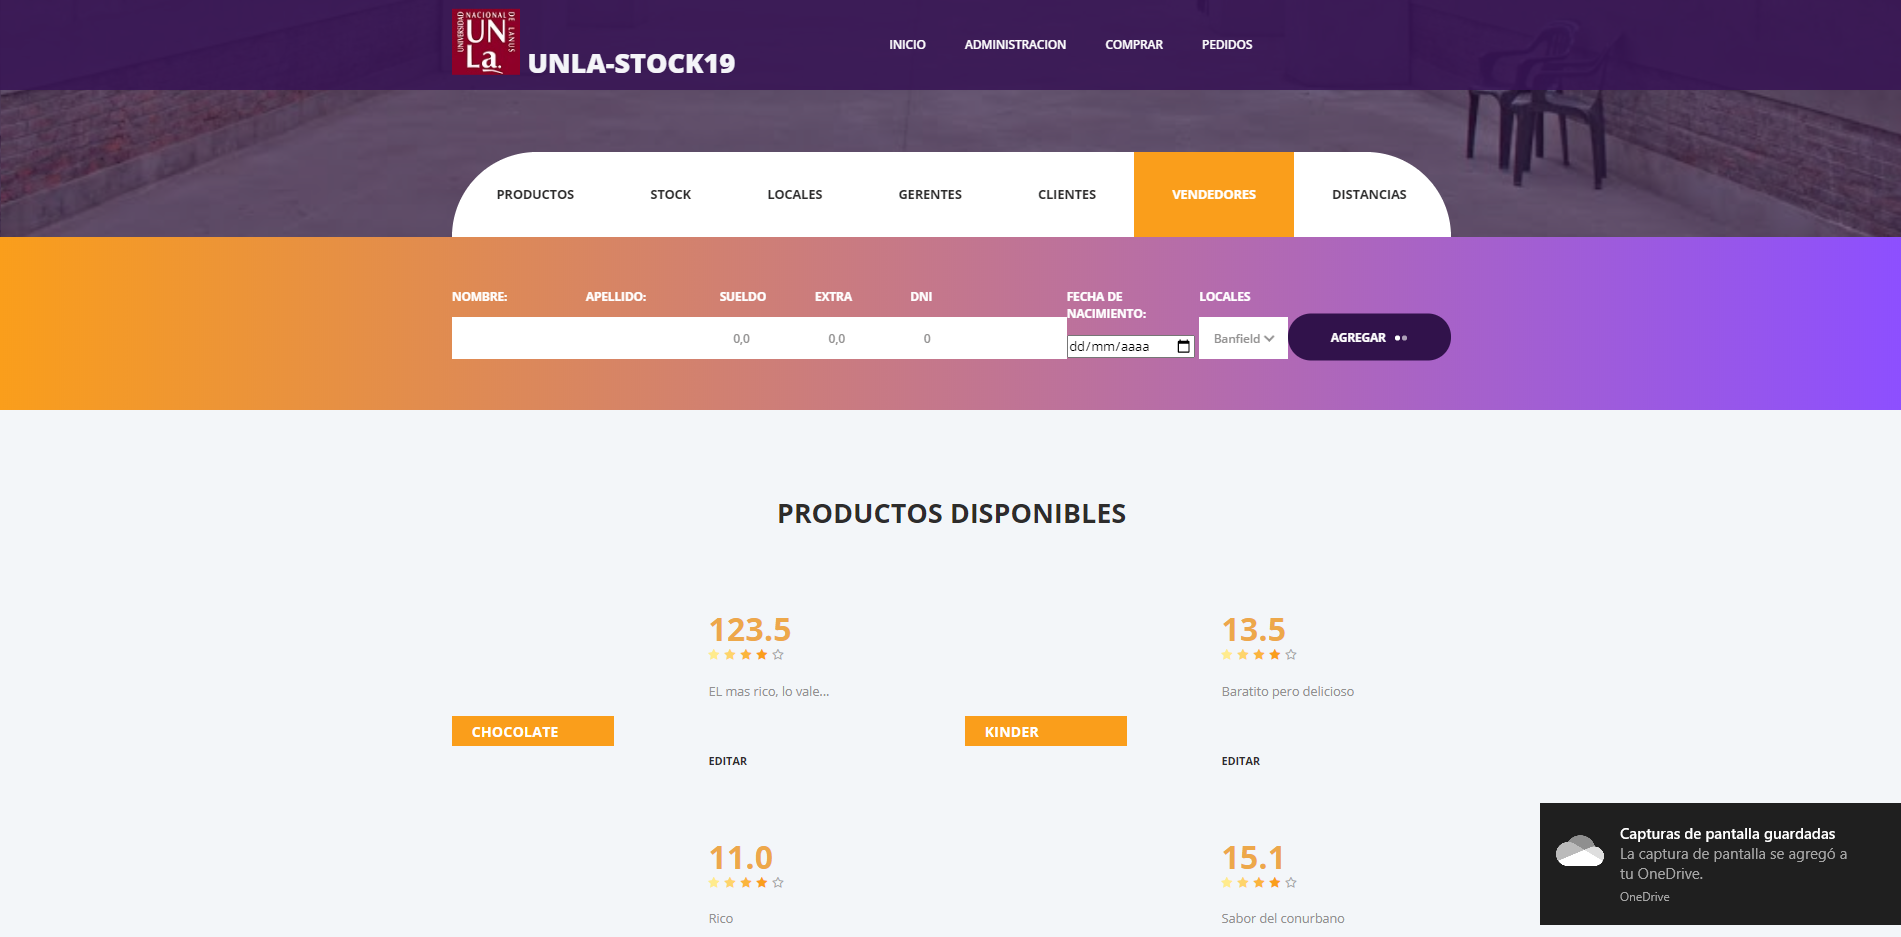 UNIVERSIDAD NACIONAL DE LANUS
UN
La.
UNLA-STOCK19
INICIO
ADMINISTRACION
COMPRAR
PEDIDOS
PRODUCTOS
STOCK
LOCALES
GERENTES
CLIENTES
VENDEDORES
DISTANCIAS
NOMBRE:
APELLIDO:
SUELDO
EXTRA
DNI
FECHA DE
NACIMIENTO:
LOCALES
0,0
0,0
0
dd/mm/aaaa
Banfield
AGREGAR
PRODUCTOS DISPONIBLES
123.5
EL mas rico, lo vale...
CHOCOLATE
EDITAR
13.5
Baratito pero delicioso
KINDER
EDITAR
11.0
Rico
15.1
Sabor del conurbano
Capturas de pantalla guardadas
La captura de pantalla se agregó a
tu OneDrive.
OneDrive